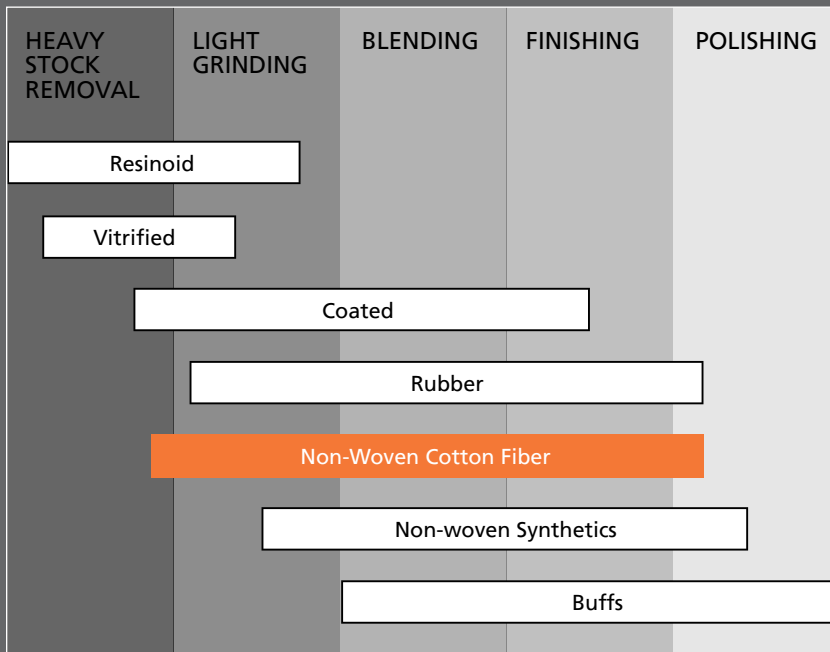 HEAVY
STOCK
REMOVAL
LIGHT
GRINDING
BLENDING
FINISHING
POLISHING
Resinoid
Vitrified
Coated
Rubber
Non-Woven Cotton Fiber
Non-woven Synthetics
Buffs